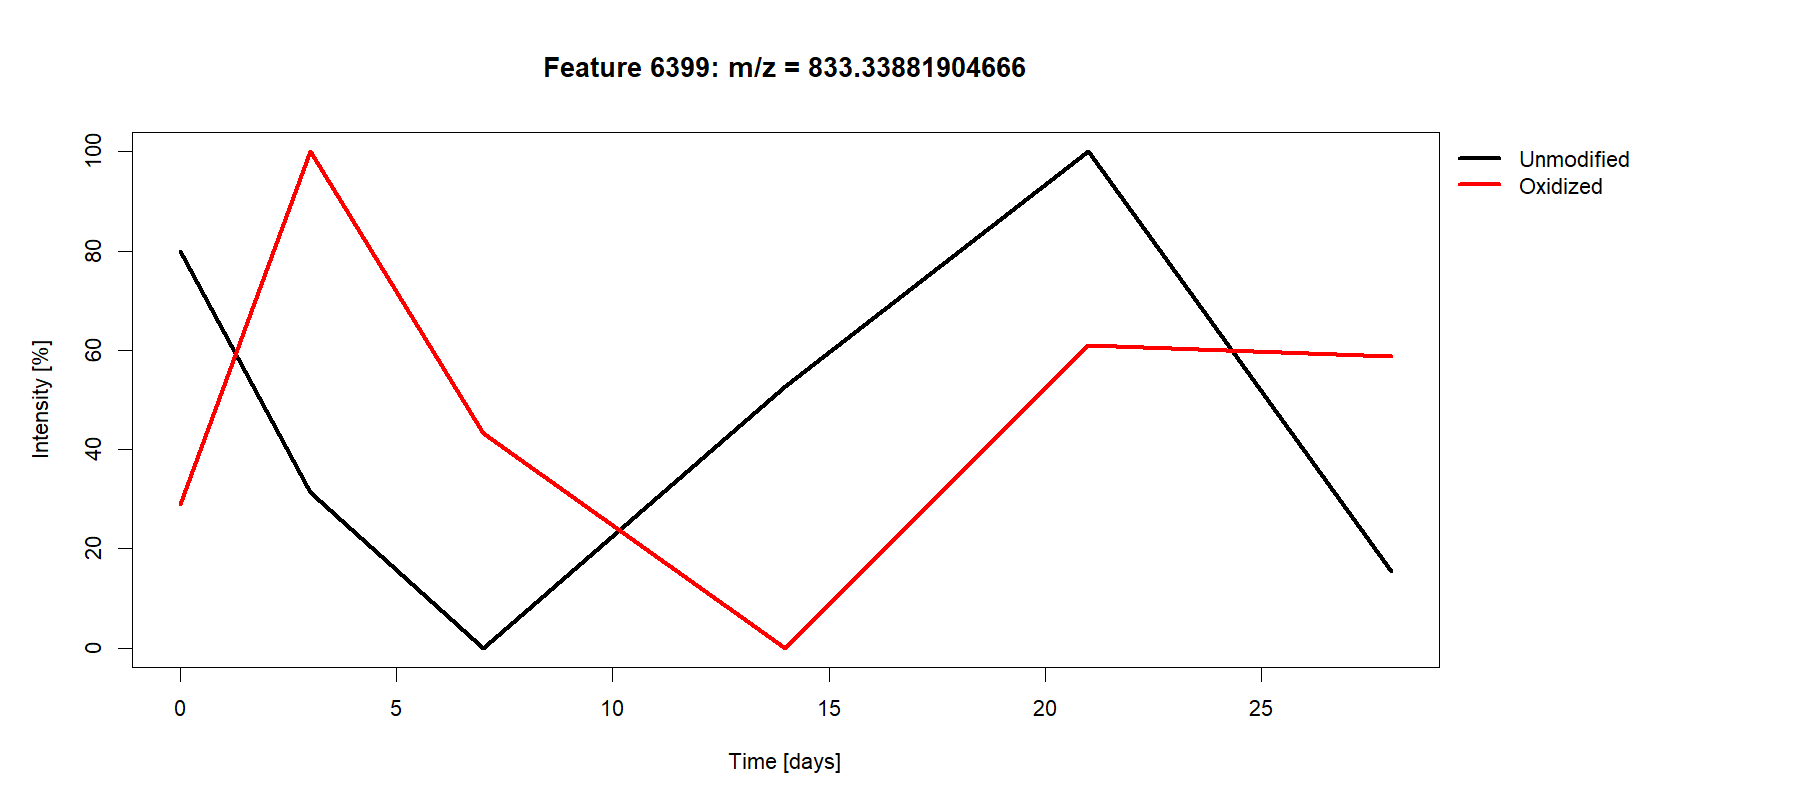 Feature 6399: m/z = 833.33881904666
Unmodified
Oxidized
Intensity [%]
100
80
60
40
20
0
0 5 10 15 20 25
Time [days]